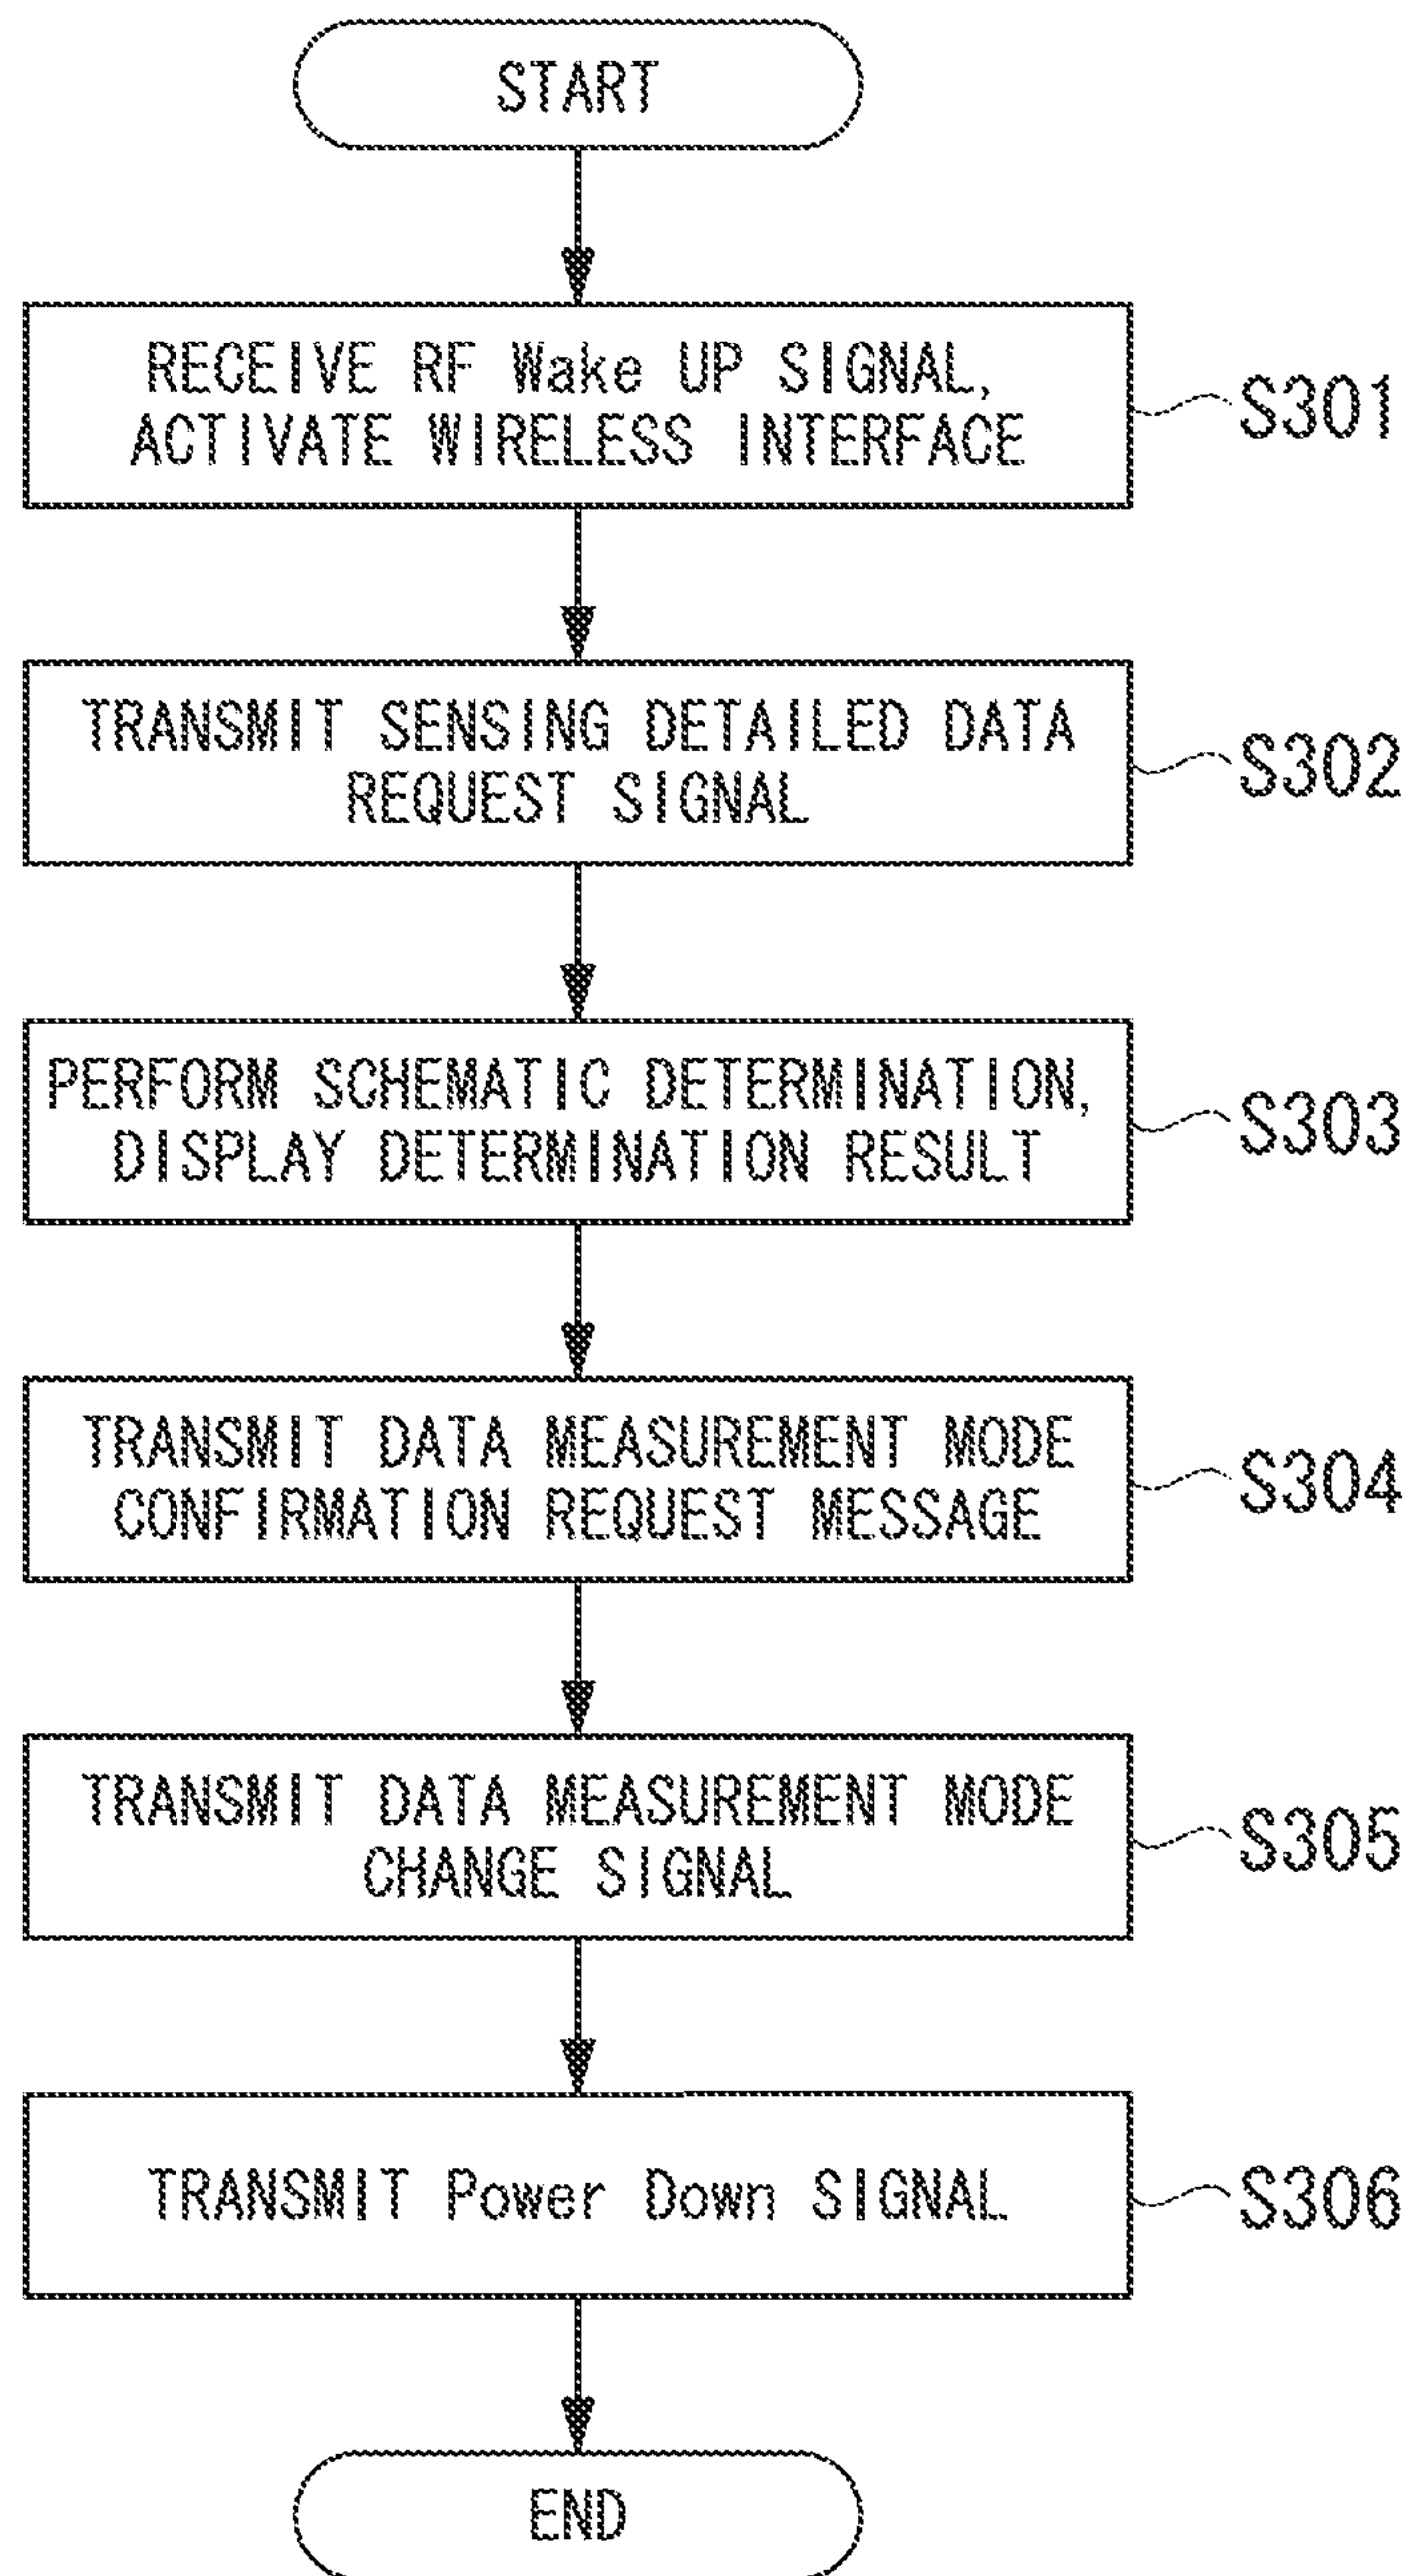 START
RECEIVE RF Wake UP SIGNAL,
ACTIVATE WIRELESS INTERFACE
S301
TRANSMIT SENSING DETAILED DATA
REQUEST SIGNAL
S302
PERFORM SCHEMATIC DETERMINATION,
DISPLAY DETERMINATION RESULT
S303
TRANSMIT DATA MEASUREMENT MODE
CONFIRMATION REQUEST MESSAGE
S304
TRANSMIT DATA MEASUREMENT MODE
CHANGE SIGNAL
S305
TRANSMIT Power Down SIGNAL
S306
END